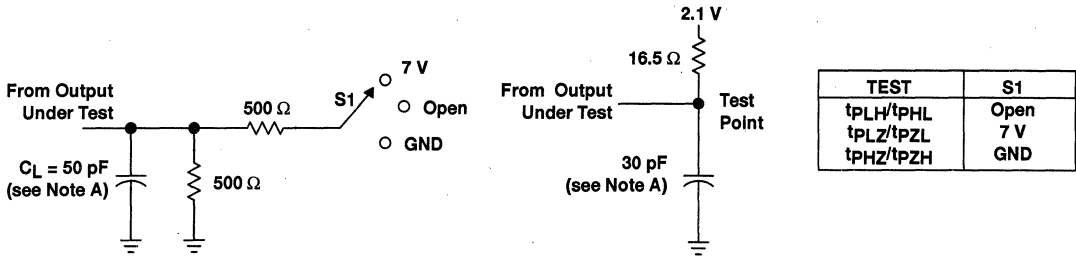 From Output
Under Test
500 Ω
S1
7 V
Open
GND
CL = 50 pF
(see Note A)
500 Ω
2.1 V
16.5 Ω
From Output
Under Test
Test
Point
30 pF
(see Note A)
TEST S1
tPLH/tPHL Open
tPLZ/tPZL 7 V
tPHZ/tPZH GND